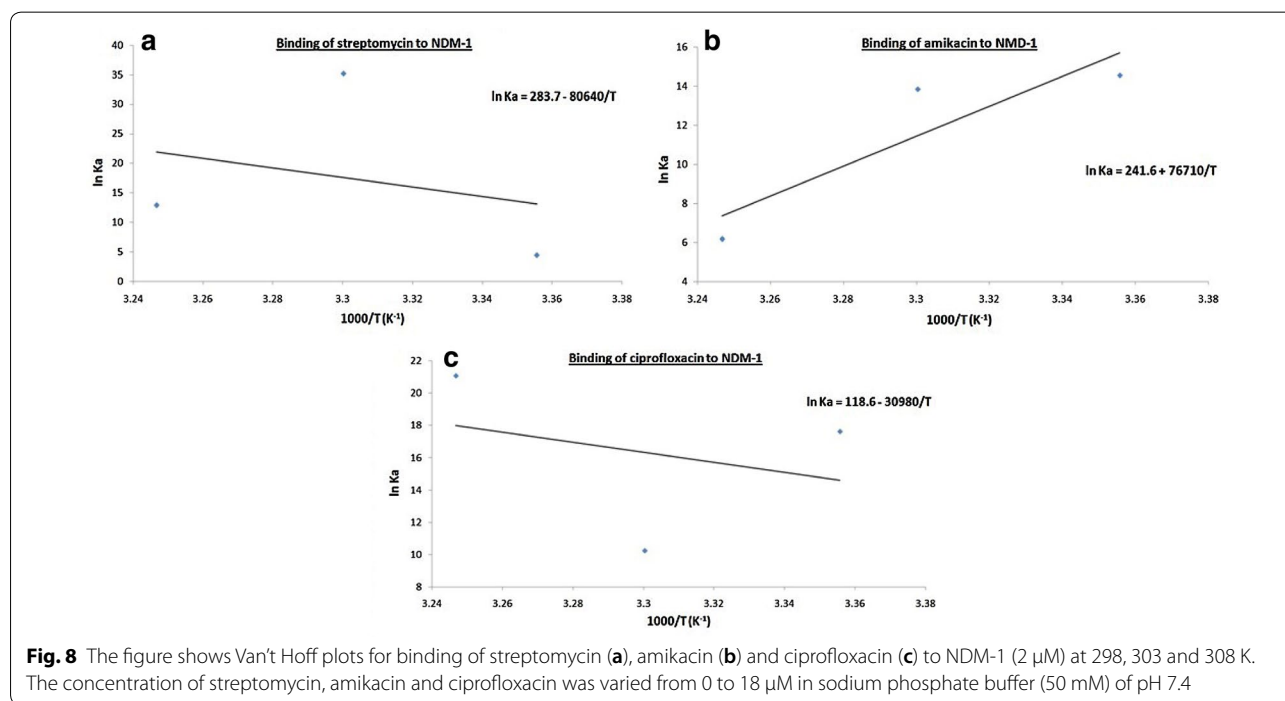 a
Binding of streptomycin to NDM-1
40
35
30
25
20
15
10
5
0
ln Ka
ln Ka = 283.7 - 80640/T
3.24 3.26 3.28 3.3 3.32 3.34 3.36 3.38
1000/T (K-1)
b
Binding of amikacin to NMD-1
16
14
12
10
8
6
4
ln Ka
ln Ka = 241.6 + 76710/T
3.24 3.26 3.28 3.3 3.32 3.34 3.36 3.38
1000/T (K-1)
c
Binding of ciprofloxacin to NDM-1
22
20
18
16
14
12
10
8
ln Ka
ln Ka = 118.6 - 30980/T
3.24 3.26 3.28 3.3 3.32 3.34 3.36 3.38
1000/T (K-1)
Fig. 8 The figure shows Van't Hoff plots for binding of streptomycin (a), amikacin (b) and ciprofloxacin (c) to NDM-1 (2 μM) at 298, 303 and 308 K.
The concentration of streptomycin, amikacin and ciprofloxacin was varied from 0 to 18 μM in sodium phosphate buffer (50 mM) of pH 7.4